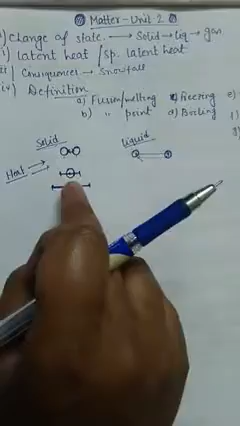 Matter - Unit 2
i) Change of state. → Solid → Liq → gas
ii) Latent heat / Sp. latent heat
iii) Consequences → Snowfall
iv) Definition
a) Fusion/melting c) Freezing e)
b) " point d) Boiling
Solid Liquid
Heat